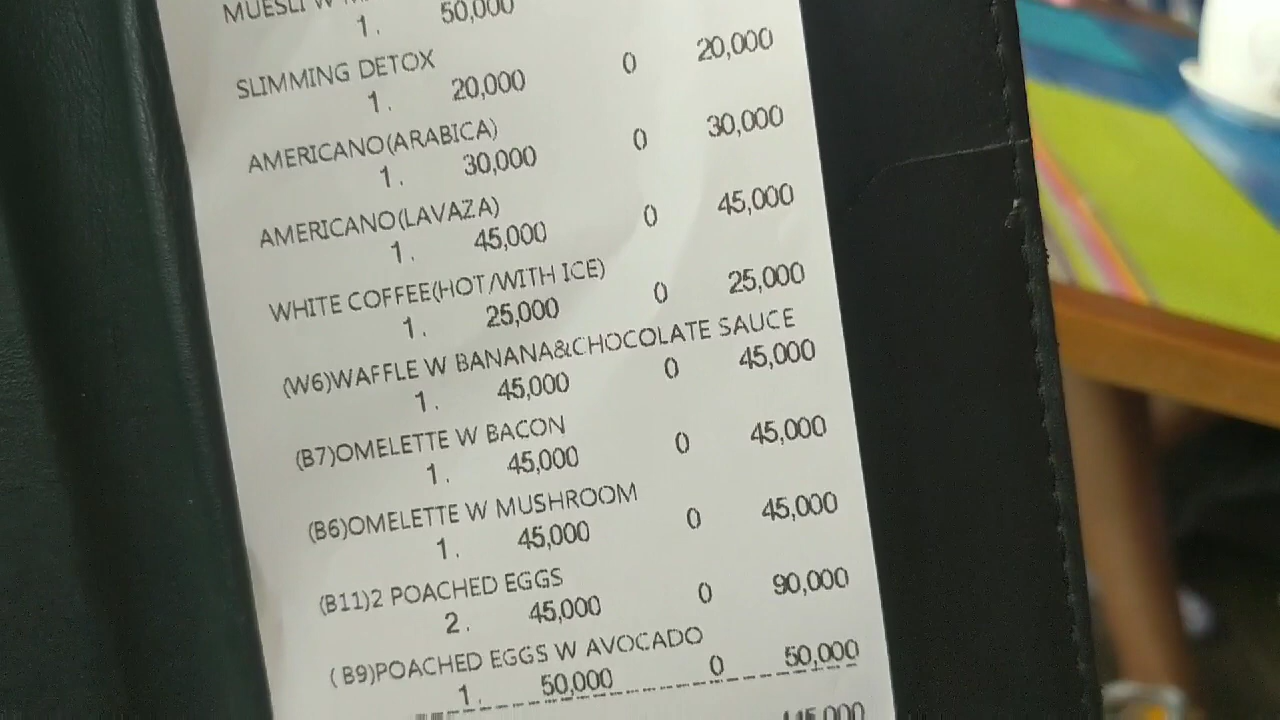 MUESLI W
1. 50,000
SLIMMING DETOX
1. 20,000 0 20,000
AMERICANO(ARABICA)
1. 30,000 0 30,000
AMERICANO(LAVAZA)
1. 45,000 0 45,000
WHITE COFFEE(HOT/WITH ICE)
1. 25,000 0 25,000
(W6)WAFFLE W BANANA&CHOCOLATE SAUCE
1. 45,000 0 45,000
(B7)OMELETTE W BACON
1. 45,000 0 45,000
(B6)OMELETTE W MUSHROOM
1. 45,000 0 45,000
(B11)2 POACHED EGGS
2. 45,000 0 90,000
(B9)POACHED EGGS W AVOCADO
1. 50,000 0 50,000